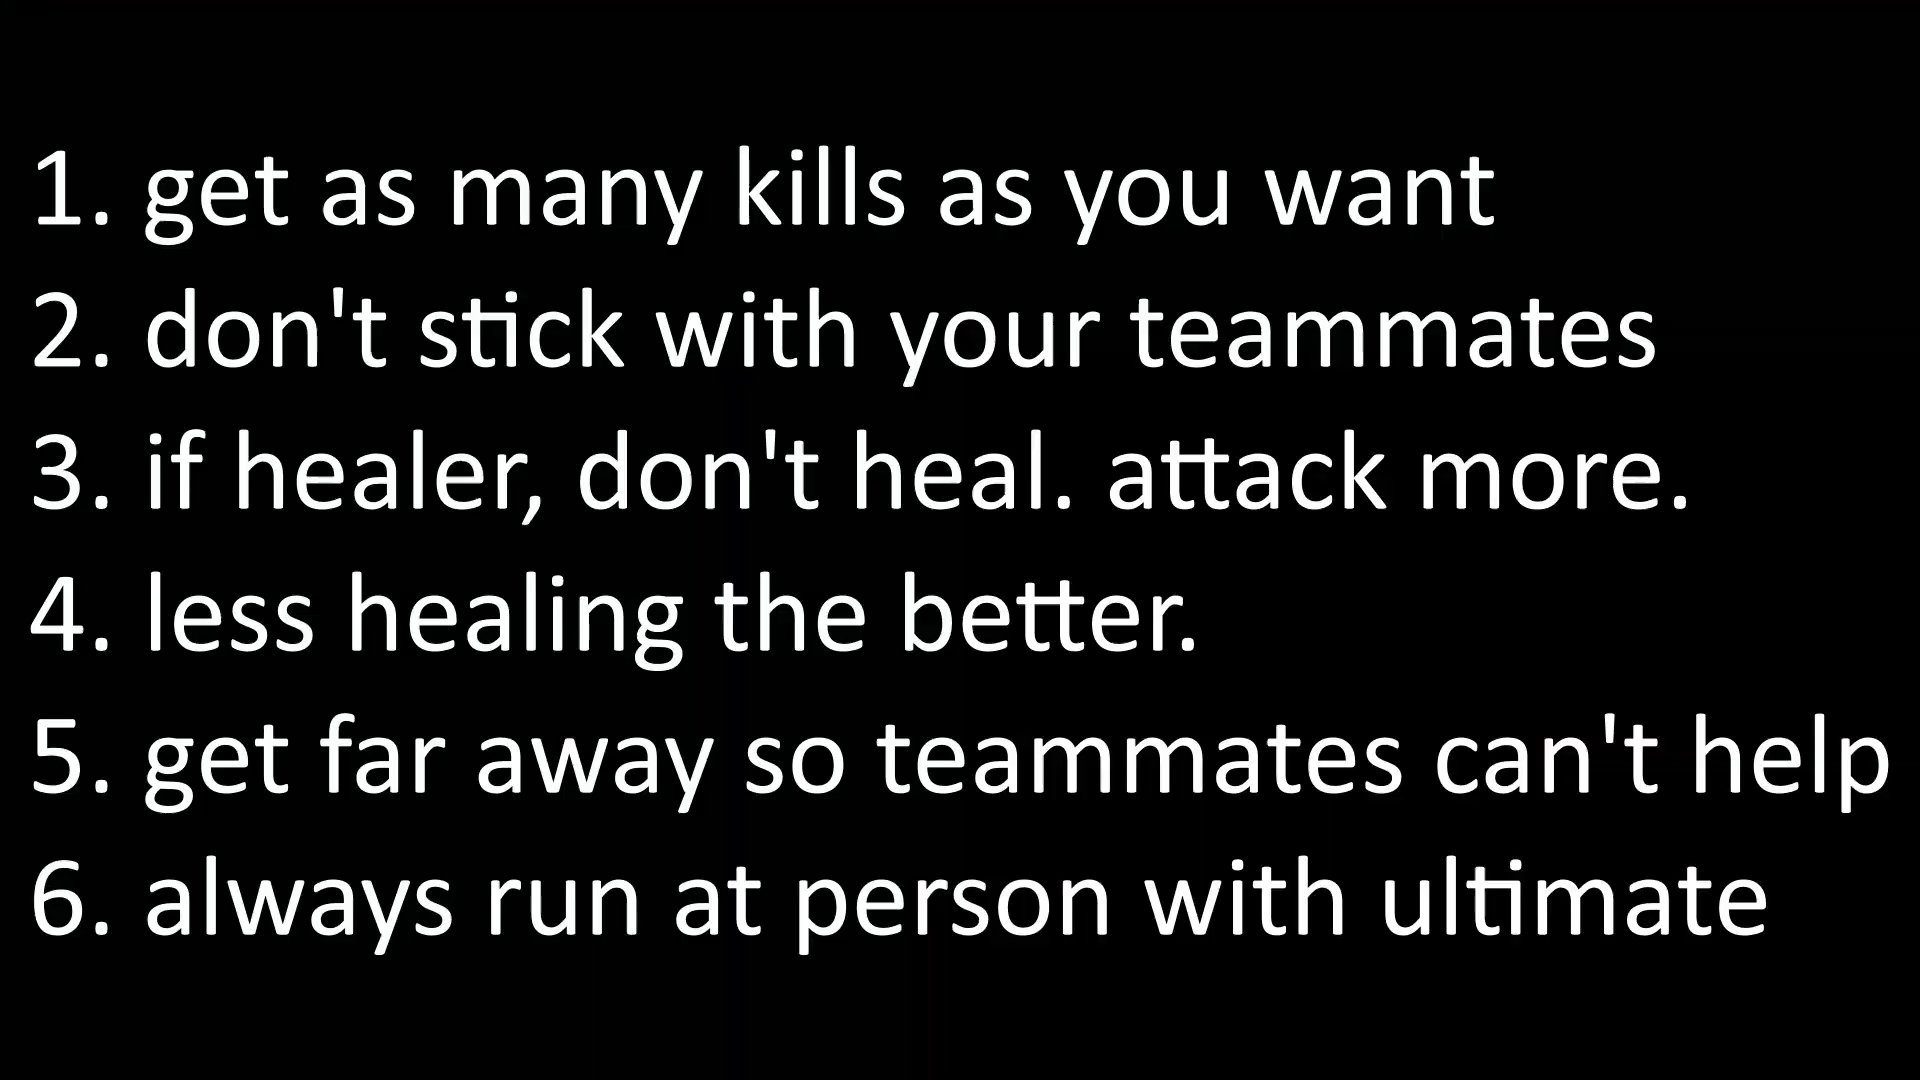 1. get as many kills as you want
2. don't stick with your teammates
3. if healer, don't heal. attack more.
4. less healing the better.
5. get far away so teammates can't help
6. always run at person with ultimate